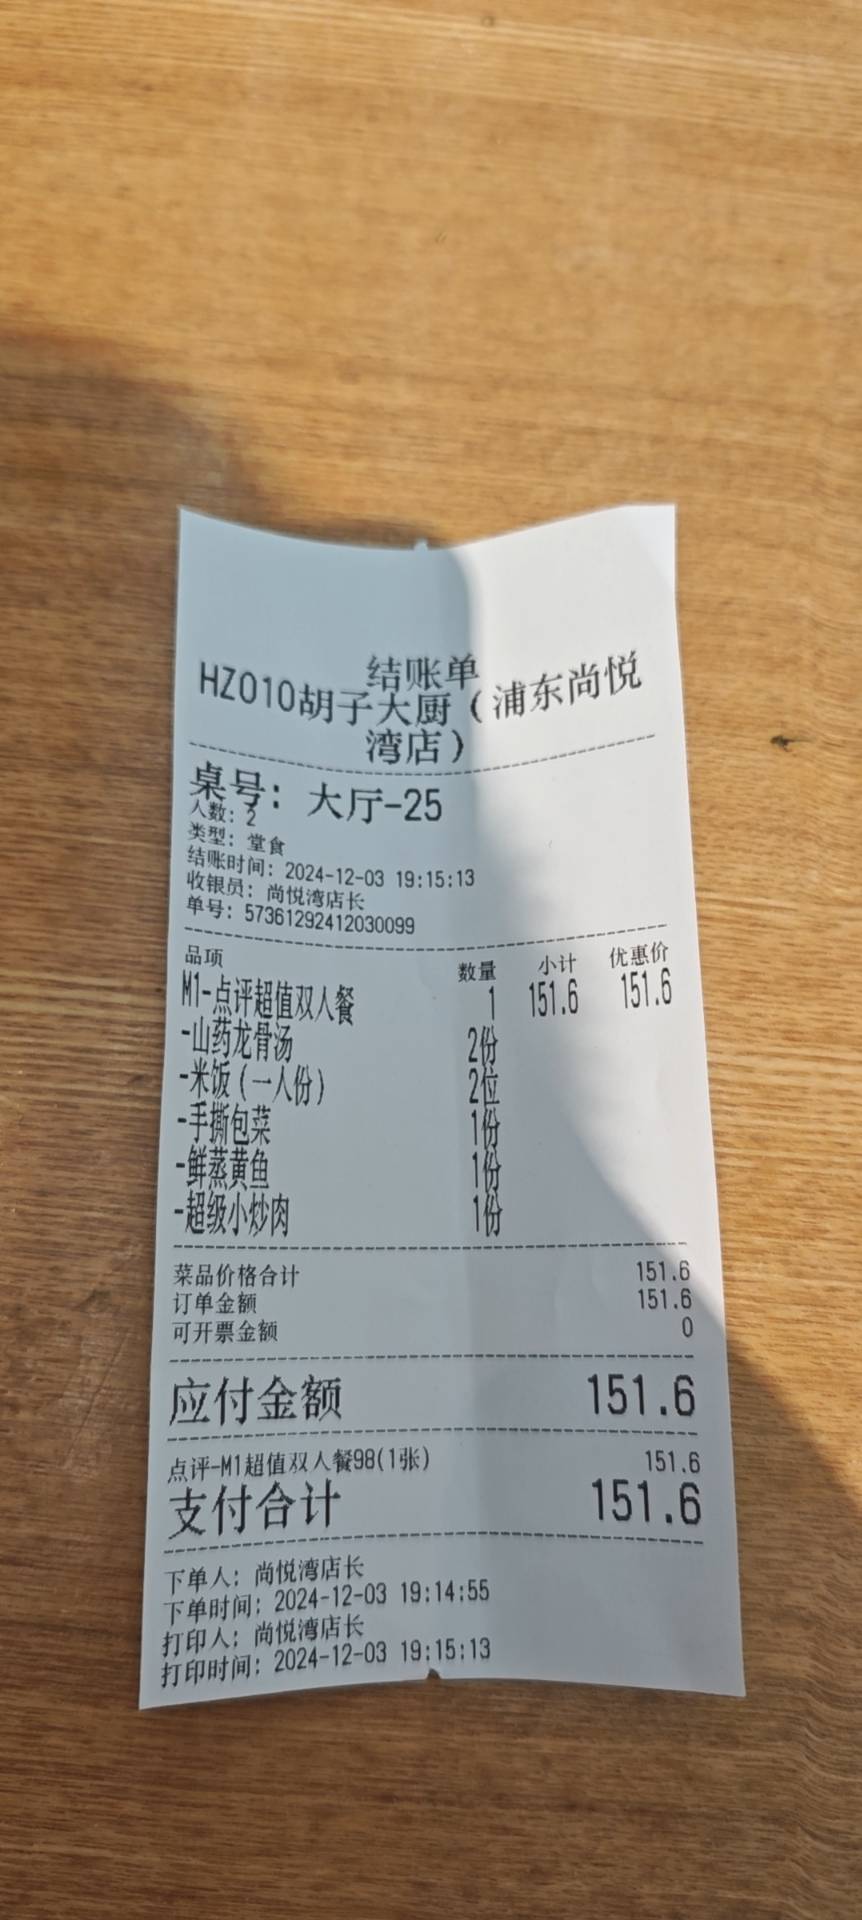 结账单
HZ010胡子大厨（浦东尚悦
湾店）
桌号：大厅-25
人数：2
类型：堂食
结账时间：2024-12-03 19:15:13
收银员：尚悦湾店长
单号：57361292412030099
品项 数量 小计 优惠价
M1-点评超值双人餐 1 151.6 151.6
-山药龙骨汤 2份
-米饭（一人份） 2位
-手撕包菜 1份
-鲜蒸黄鱼 1份
-超级小炒肉 1份
菜品价格合计 151.6
订单金额 151.6
可开票金额 0
应付金额 151.6
点评-M1超值双人餐98(1张) 151.6
支付合计 151.6
下单人：尚悦湾店长
下单时间：2024-12-03 19:14:55
打印人：尚悦湾店长
打印时间：2024-12-03 19:15:13